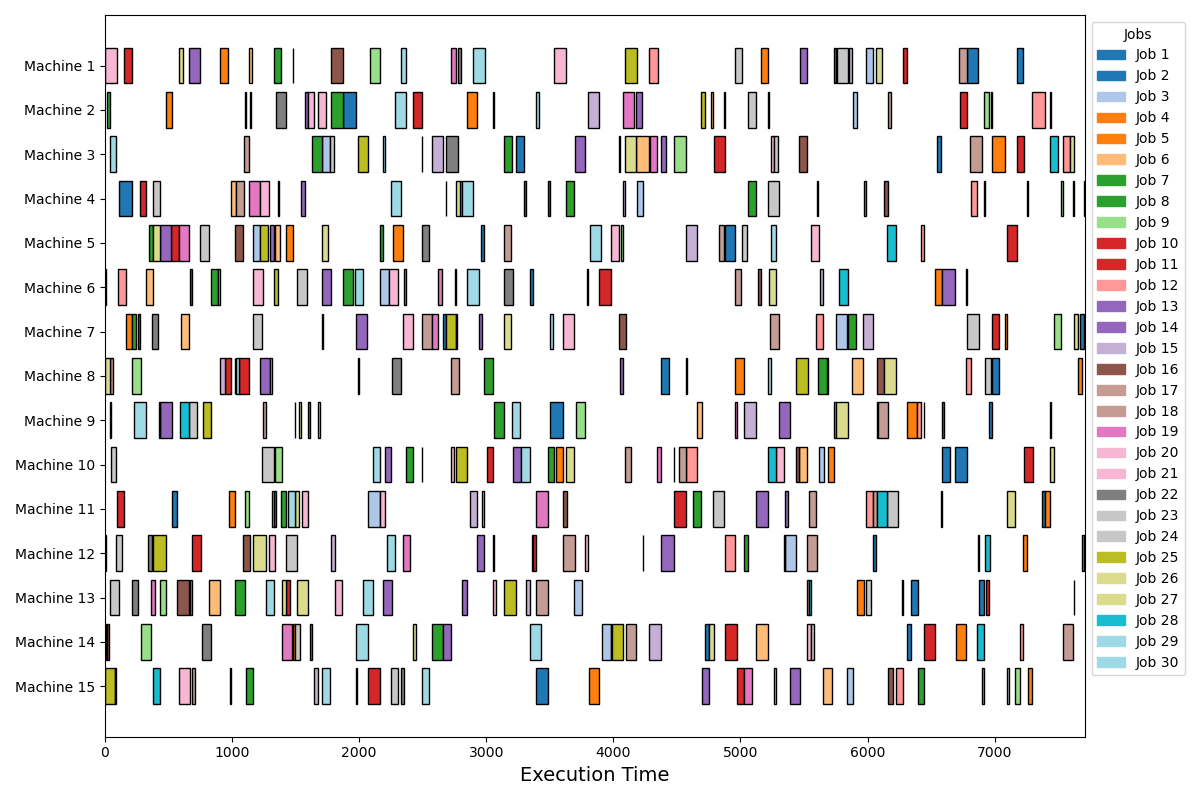 Machine 1
Machine 2
Machine 3
Machine 4
Machine 5
Machine 6
Machine 7
Machine 8
Machine 9
Machine 10
Machine 11
Machine 12
Machine 13
Machine 14
Machine 15
0 1000 2000 3000 4000 5000 6000 7000
Execution Time
Jobs
Job 1
Job 2
Job 3
Job 4
Job 5
Job 6
Job 7
Job 8
Job 9
Job 10
Job 11
Job 12
Job 13
Job 14
Job 15
Job 16
Job 17
Job 18
Job 19
Job 20
Job 21
Job 22
Job 23
Job 24
Job 25
Job 26
Job 27
Job 28
Job 29
Job 30